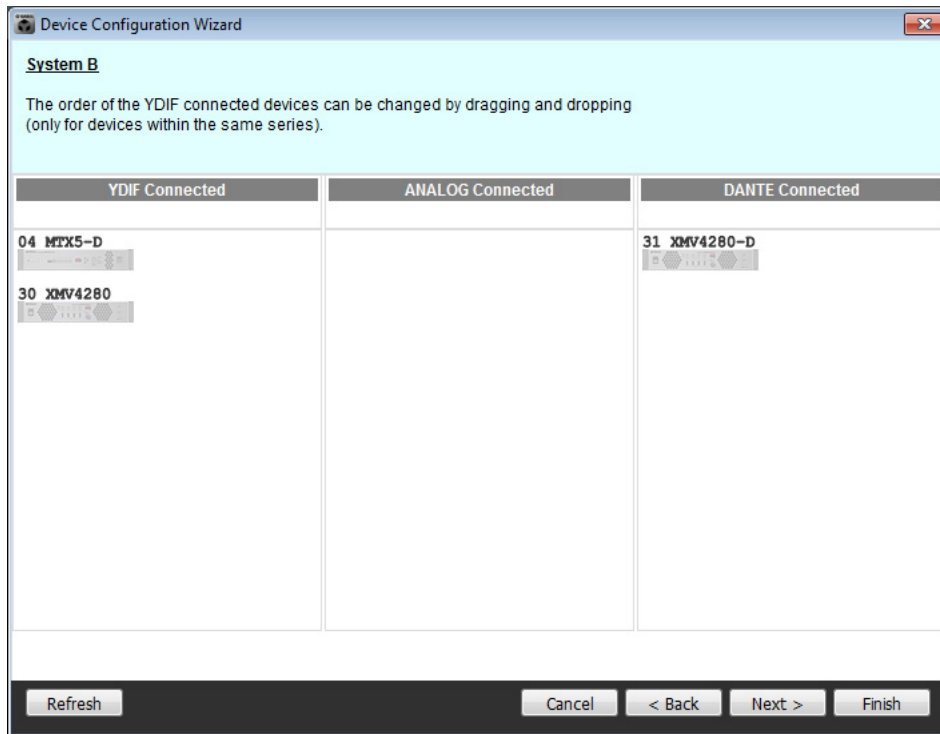 Device Configuration Wizard
System B
The order of the YDIF connected devices can be changed by dragging and dropping
(only for devices within the same series).
YDIF Connected
ANALOG Connected
DANTE Connected
04 MTX5-D
31 XMV4280-D
30 XMV4280
Refresh
Cancel
< Back
Next >
Finish